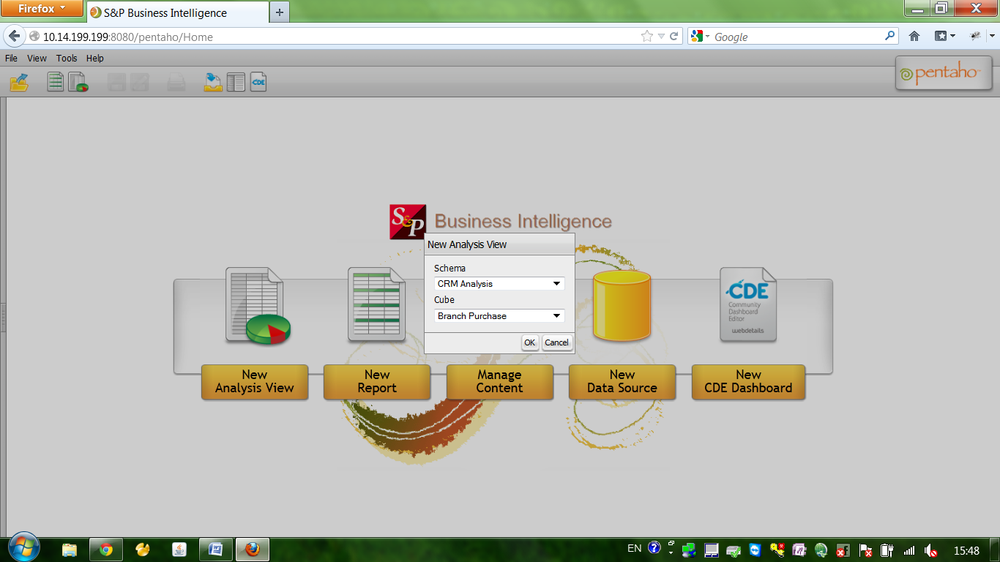 Firefox
S&P Business Intelligence
10.14.199.199:8080/pentaho/Home
Google
File View Tools Help
CDE
pentaho
S&P Business Intelligence
New Analysis View
Schema
CRM Analysis
Cube
Branch Purchase
OK Cancel
CDE
Community
Dashboard
Editor
webdetails
New
Analysis View
New
Report
Manage
Content
New
Data Source
New
CDE Dashboard
EN
15:48